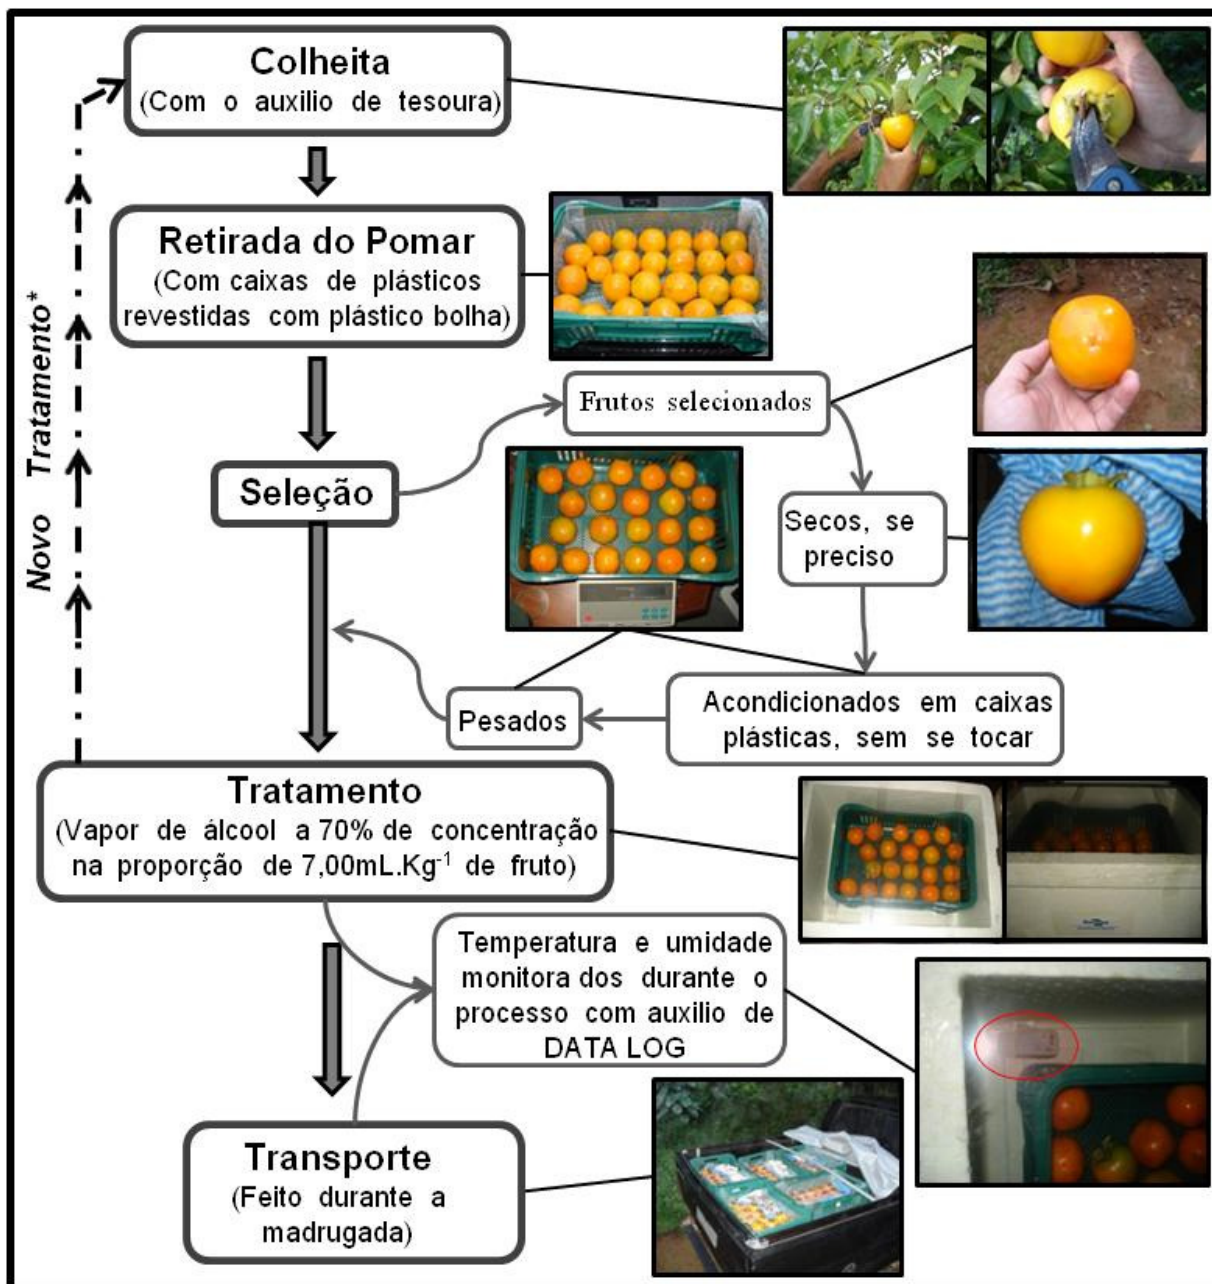 Colheita
(Com o auxilio de tesoura)
Retirada do Pomar
(Com caixas de plásticos
revestidas com plástico bolha)
Novo Tratamento*
Frutos selecionados
Seleção
Secos, se
preciso
Acondicionados em caixas
plásticas, sem se tocar
Pesados
Tratamento
(Vapor de álcool a 70% de concentração
na proporção de 7,00mL.Kg⁻¹ de fruto)
Temperatura e umidade
monitora dos durante o
processo com auxilio de
DATA LOG
Transporte
(Feito durante a
madrugada)